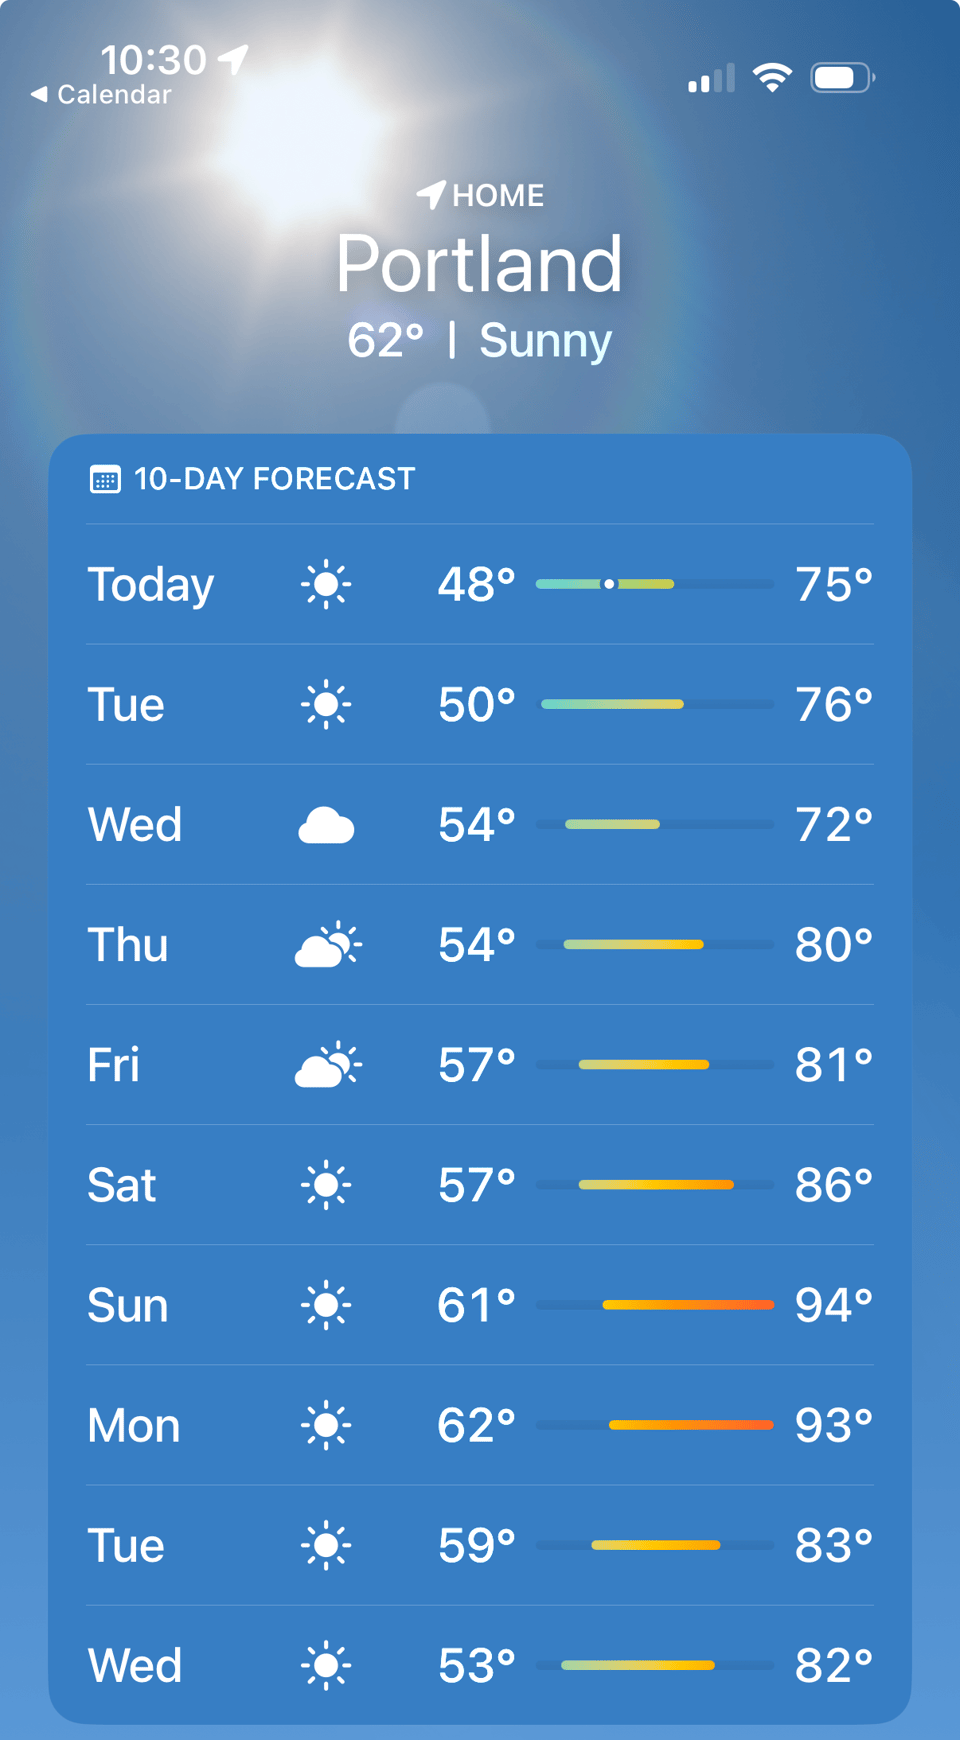 10:30
◀ Calendar
HOME
Portland
62° | Sunny
10-DAY FORECAST
Today 48° 75°
Tue 50° 76°
Wed 54° 72°
Thu 54° 80°
Fri 57° 81°
Sat 57° 86°
Sun 61° 94°
Mon 62° 93°
Tue 59° 83°
Wed 53° 82°